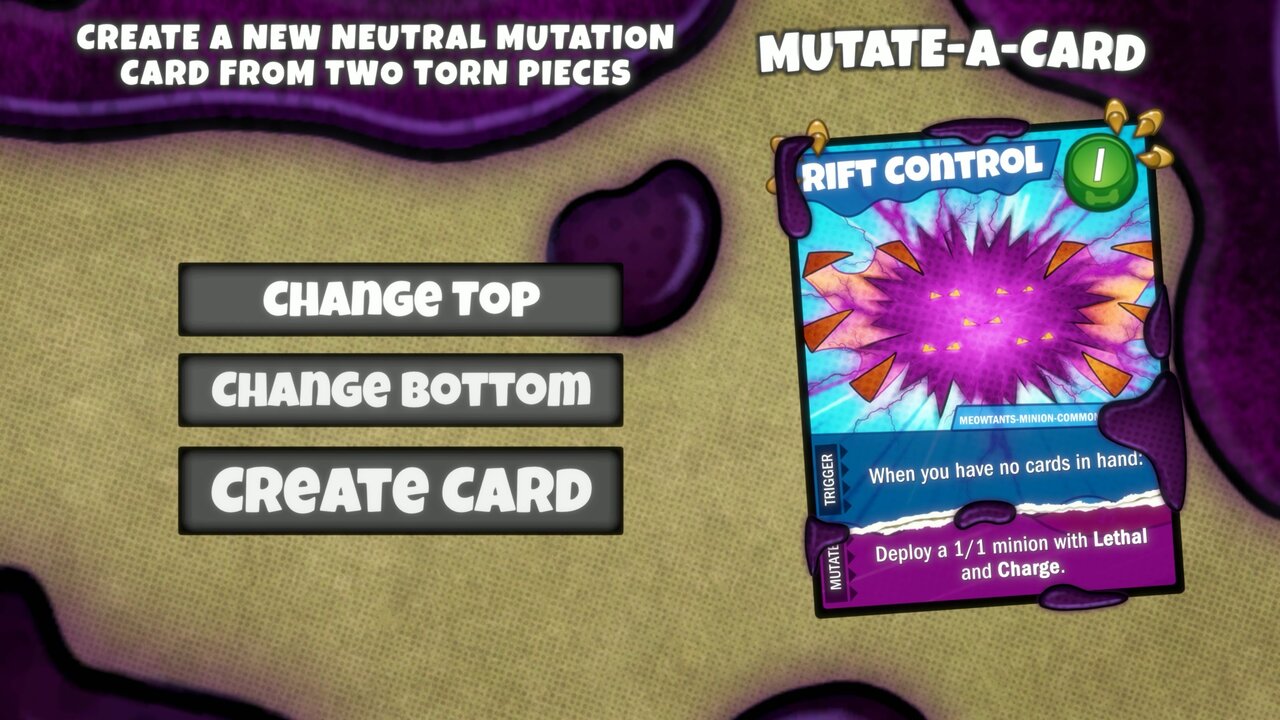 CREATE A NEW NEUTRAL MUTATION
CARD FROM TWO TORN PIECES
MUTATE-A-CARD
RIFT CONTROL
1
CHANGE TOP
CHANGE BOTTOM
CREATE CARD
MEOWTANTS-MINION-COMMON
TRIGGER
When you have no cards in hand:
MUTATE
Deploy a 1/1 minion with Lethal
and Charge.